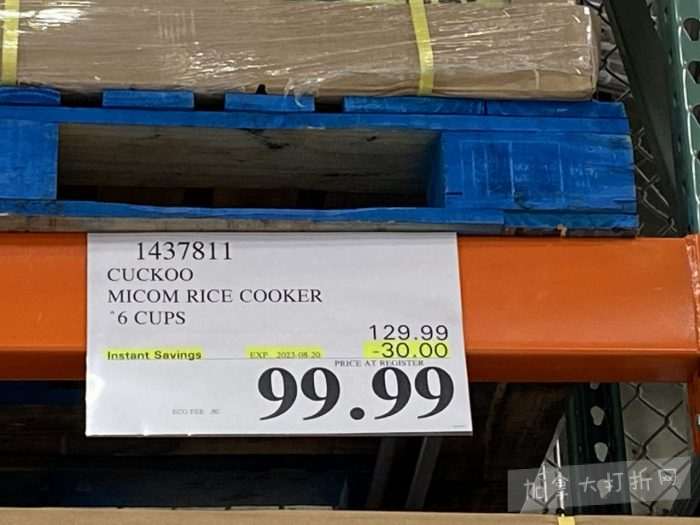 1437811
CUCKOO
MICOM RICE COOKER
*6 CUPS
129.99
Instant Savings EXP. 2023-08-20 -30.00
PRICE AT REGISTER
99.99
ECO FEE
加拿大打折网